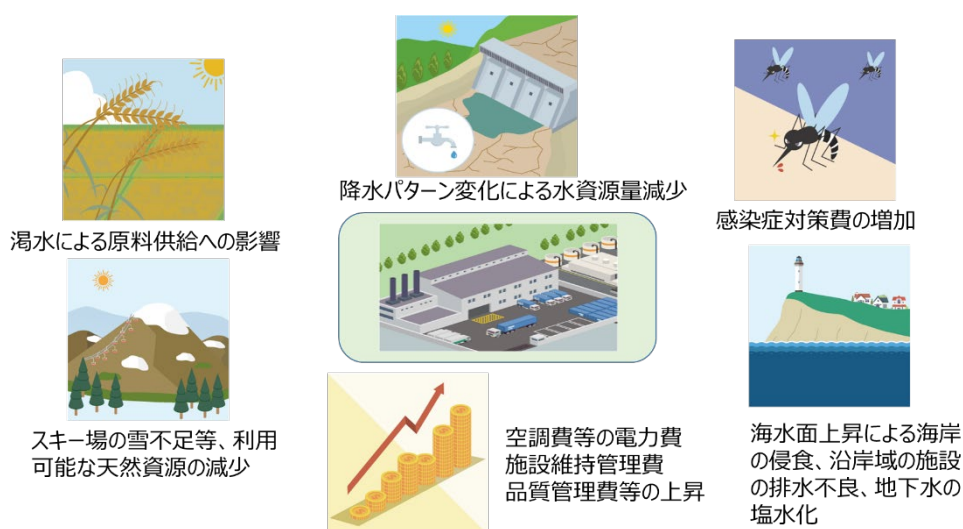 降水パターン変化による水資源量減少
感染症対策費の増加
渇水による原料供給への影響
スキー場の雪不足等、利用
可能な天然資源の減少
空調費等の電力費
施設維持管理費
品質管理費等の上昇
海水面上昇による海岸
の侵食、沿岸域の施設
の排水不良、地下水の
塩水化